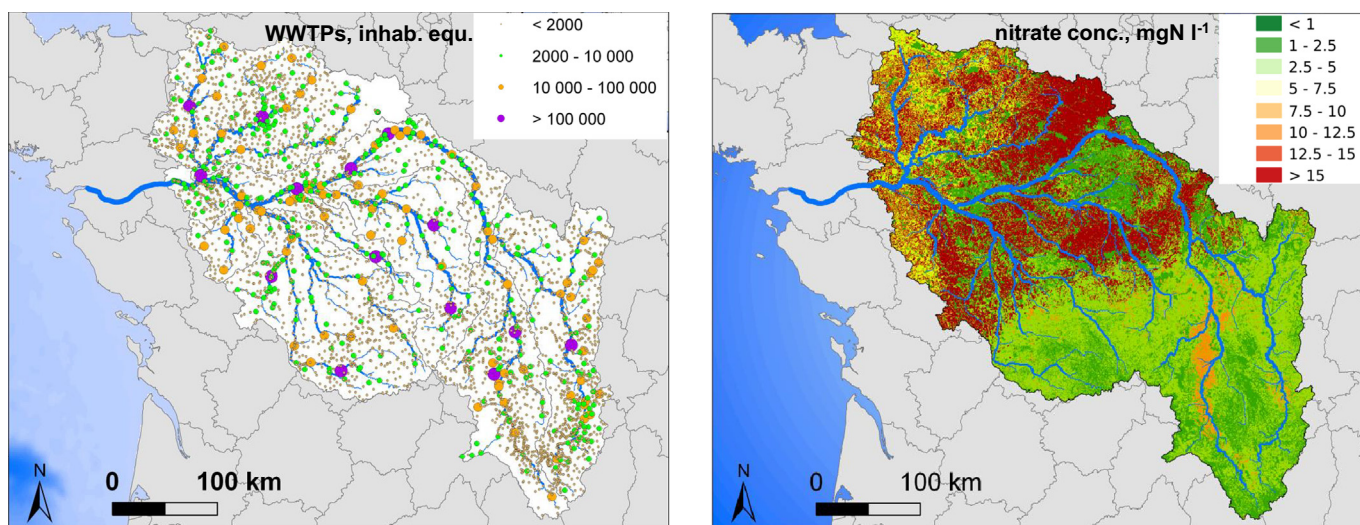 WWTPs, inhab. equ.
< 2000
2000 - 10 000
10 000 - 100 000
> 100 000
N
0 100 km
nitrate conc., mgN l-1
< 1
1 - 2.5
2.5 - 5
5 - 7.5
7.5 - 10
10 - 12.5
12.5 - 15
> 15
N
0 100 km